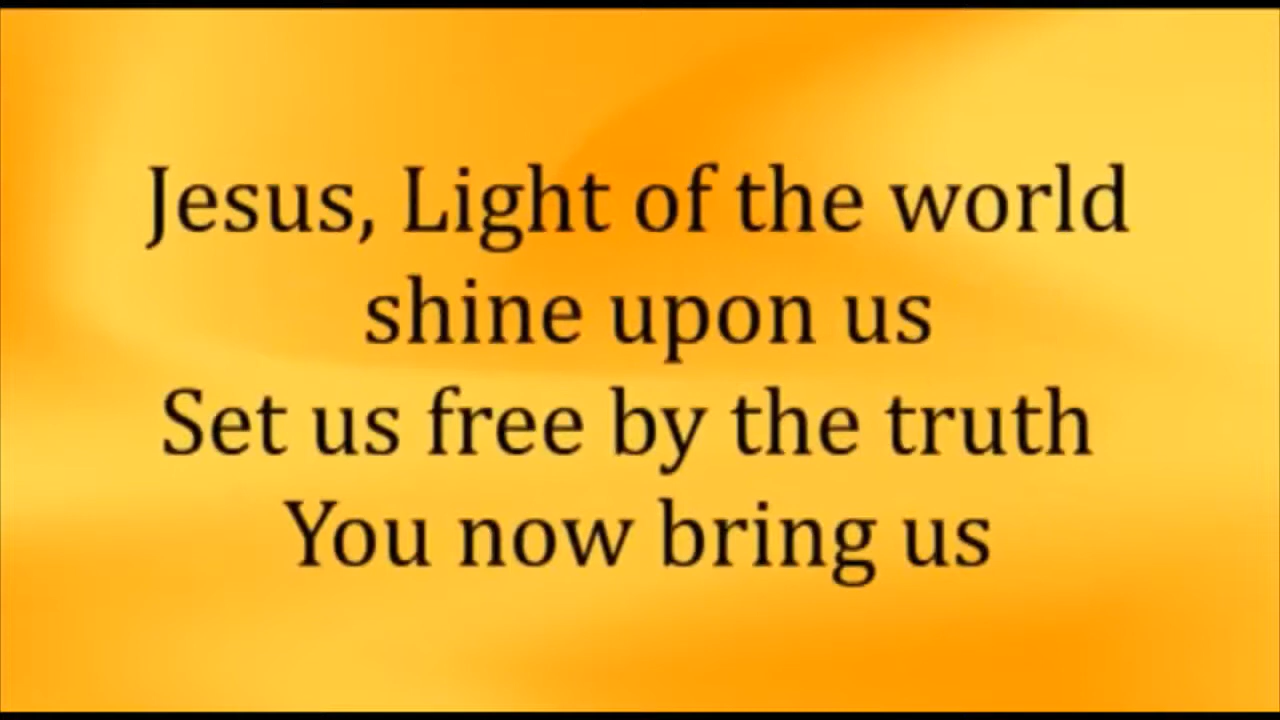 Jesus, Light of the world
shine upon us
Set us free by the truth
You now bring us